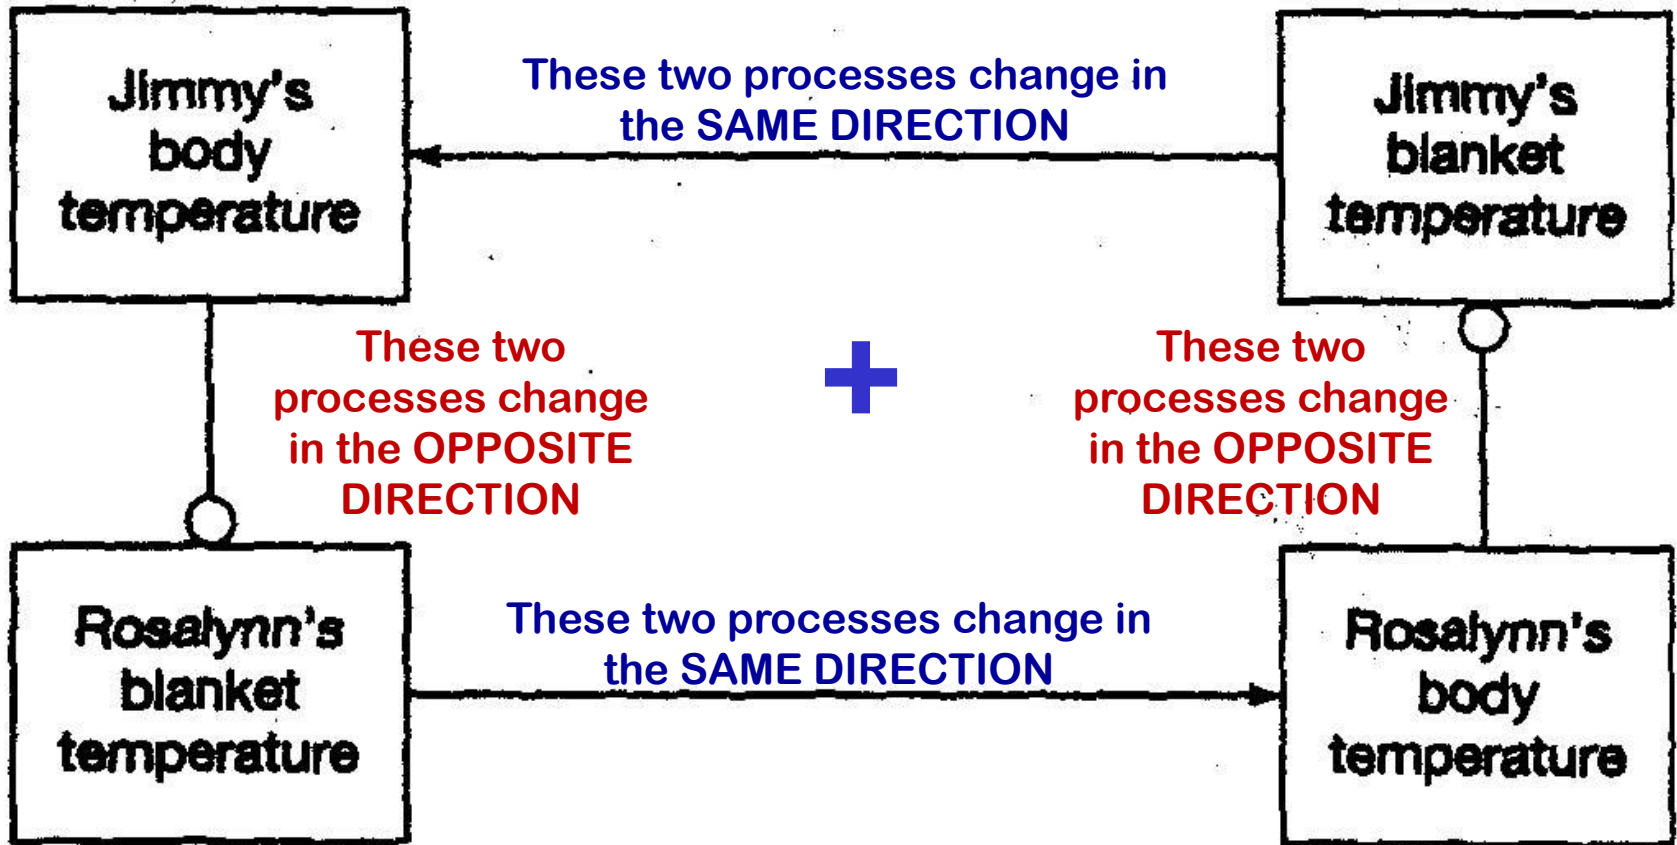 Jimmy's
body
temperature
These two processes change in
the SAME DIRECTION
Jimmy's
blanket
temperature
These two
processes change
in the OPPOSITE
DIRECTION
+
These two
processes change
in the OPPOSITE
DIRECTION
Rosalynn's
blanket
temperature
These two processes change in
the SAME DIRECTION
Rosalynn's
body
temperature